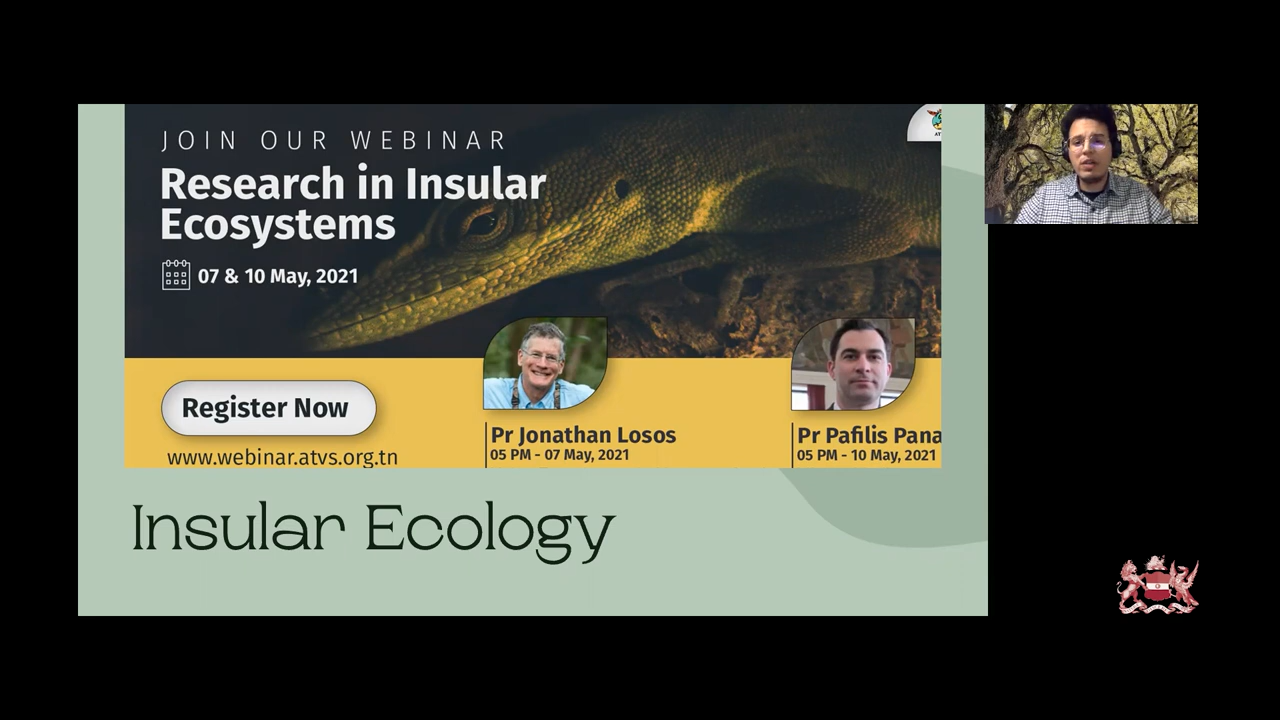 JOIN OUR WEBINAR
Research in Insular
Ecosystems
07 & 10 May, 2021
Register Now
www.webinar.atvs.org.tn
Pr Jonathan Losos
05 PM - 07 May, 2021
Pr Pafilis Pana
05 PM - 10 May, 2021
Insular Ecology